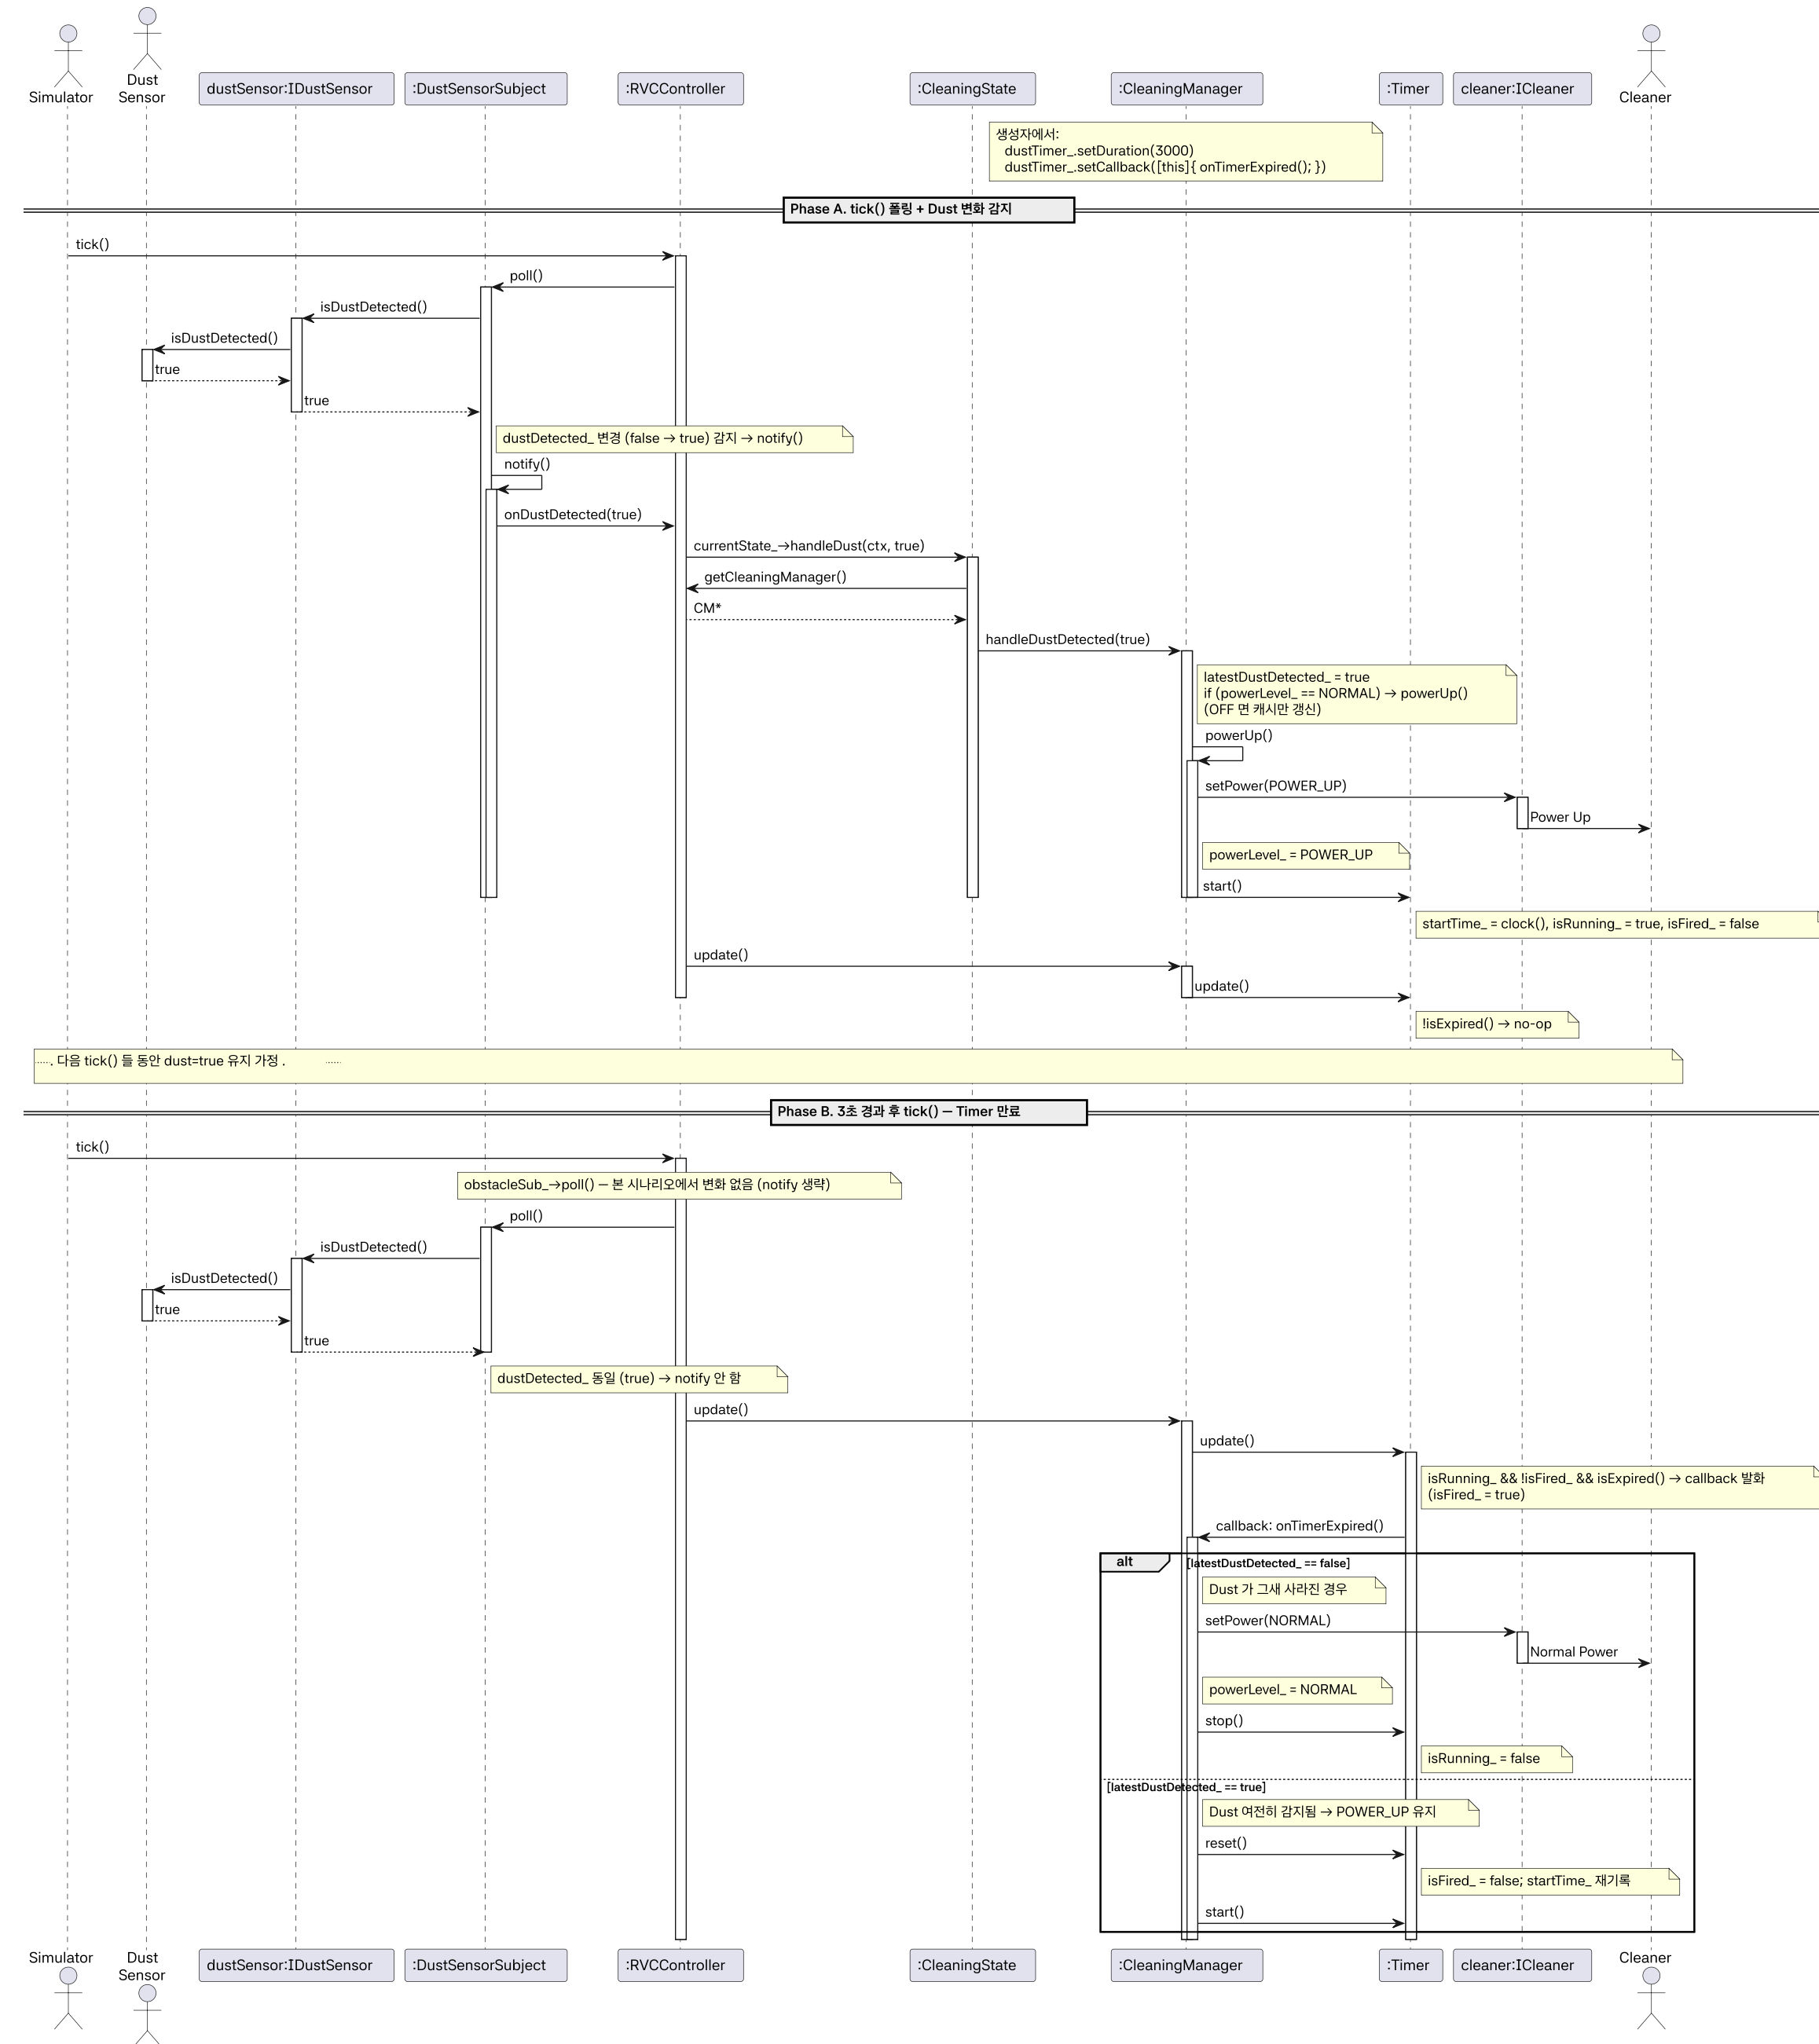 Simulator
Dust
Sensor
dustSensor:IDustSensor
:DustSensorSubject
:RVCController
:CleaningState
:CleaningManager
:Timer
cleaner:ICleaner
Cleaner
생성자에서:
dustTimer_.setDuration(3000)
dustTimer_.setCallback([this]{ onTimerExpired(); })
Phase A. tick() 폴링 + Dust 변화 감지
tick()
poll()
isDustDetected()
isDustDetected()
true
true
dustDetected_ 변경 (false → true) 감지 → notify()
notify()
onDustDetected(true)
currentState_→handleDust(ctx, true)
getCleaningManager()
CM*
handleDustDetected(true)
latestDustDetected_ = true
if (powerLevel_ == NORMAL) → powerUp()
(OFF 면 캐시만 갱신)
powerUp()
setPower(POWER_UP)
Power Up
powerLevel_ = POWER_UP
start()
startTime_ = clock(), isRunning_ = true, isFired_ = false
update()
update()
!isExpired() → no-op
. 다음 tick() 들 동안 dust=true 유지 가정 .
Phase B. 3초 경과 후 tick() — Timer 만료
tick()
obstacleSub_→poll() — 본 시나리오에서 변화 없음 (notify 생략)
poll()
isDustDetected()
isDustDetected()
true
true
dustDetected_ 동일 (true) → notify 안 함
update()
update()
isRunning_ && !isFired_ && isExpired() → callback 발화
(isFired_ = true)
callback: onTimerExpired()
alt [latestDustDetected_ == false]
Dust 가 그새 사라진 경우
setPower(NORMAL)
Normal Power
powerLevel_ = NORMAL
stop()
isRunning_ = false
[latestDustDetected_ == true]
Dust 여전히 감지됨 → POWER_UP 유지
reset()
isFired_ = false; startTime_ 재기록
start()
Simulator
Dust
Sensor
dustSensor:IDustSensor
:DustSensorSubject
:RVCController
:CleaningState
:CleaningManager
:Timer
cleaner:ICleaner
Cleaner